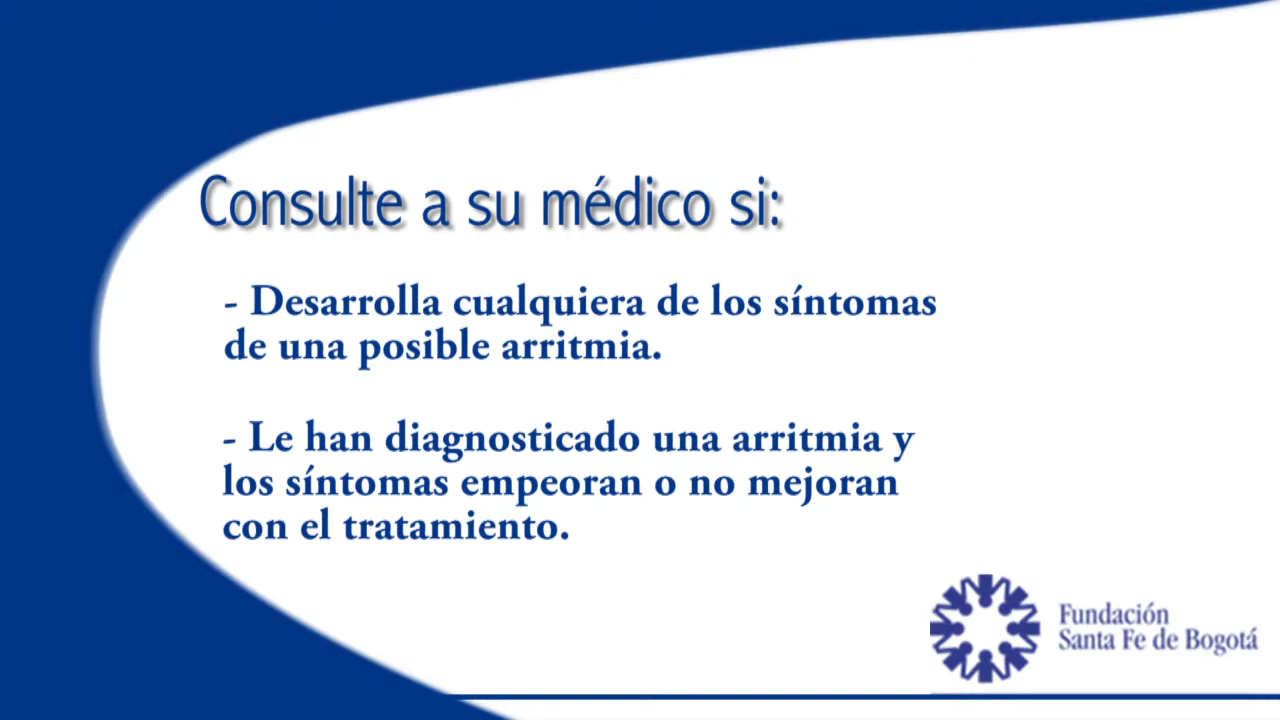 Consulte a su médico si:
- Desarrolla cualquiera de los síntomas
de una posible arritmia.
- Le han diagnosticado una arritmia y
los síntomas empeoran o no mejoran
con el tratamiento.
Fundación
Santa Fe de Bogotá